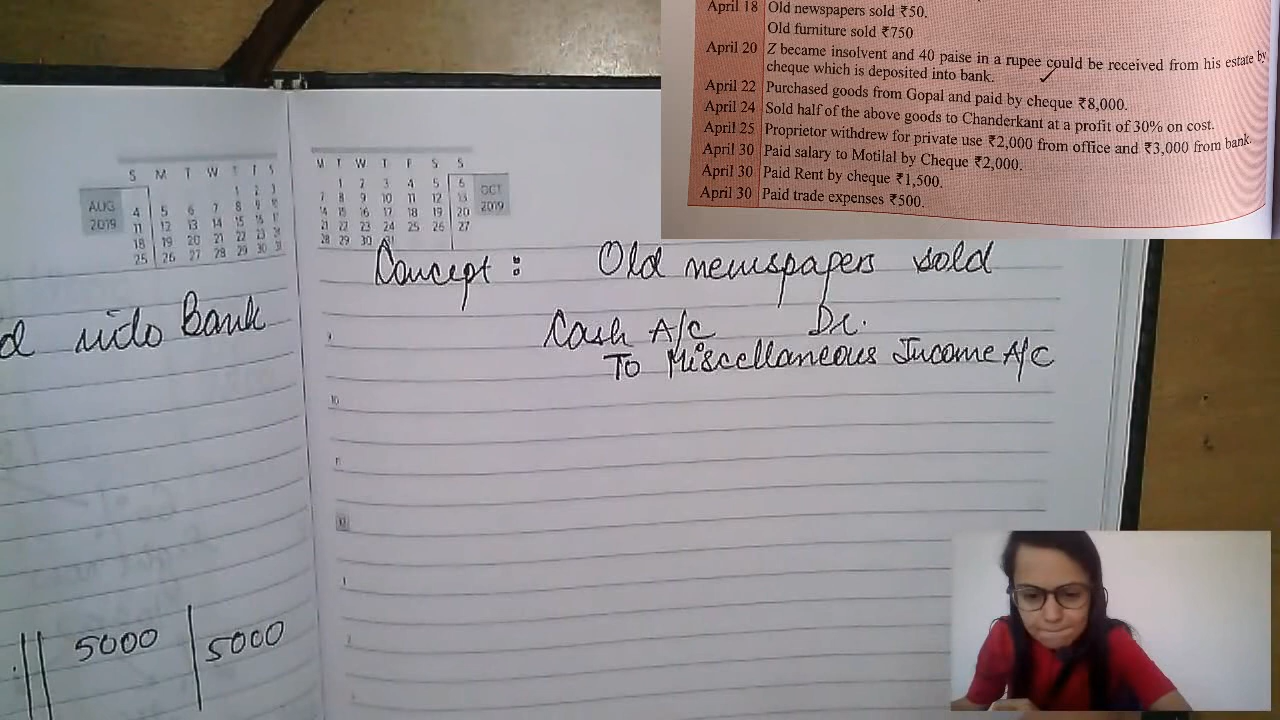 April 18 Old newspapers sold ₹50.
Old furniture sold ₹750
April 20 Z became insolvent and 40 paise in a rupee could be received from his estate by
cheque which is deposited into bank.
April 22 Purchased goods from Gopal and paid by cheque ₹8,000.
April 24 Sold half of the above goods to Chanderkant at a profit of 30% on cost.
April 25 Proprietor withdrew for private use ₹2,000 from office and ₹3,000 from bank.
April 30 Paid salary to Motilal by Cheque ₹2,000.
April 30 Paid Rent by cheque ₹1,500.
April 30 Paid trade expenses ₹500.
AUG
2019
S M T W T F S
1 2 3
4 5 6 7 8 9 10
11 12 13 14 15 16 17
18 19 20 21 22 23 24
25 26 27 28 29 30 31
M T W T F S S
1 2 3 4 5 6
7 8 9 10 11 12 13
14 15 16 17 18 19 20
21 22 23 24 25 26 27
28 29 30 31
OCT
2019
Bank
5000 5000
Concept : Old newspapers sold
Cash A/c Dr.
To Miscellaneous Income A/C